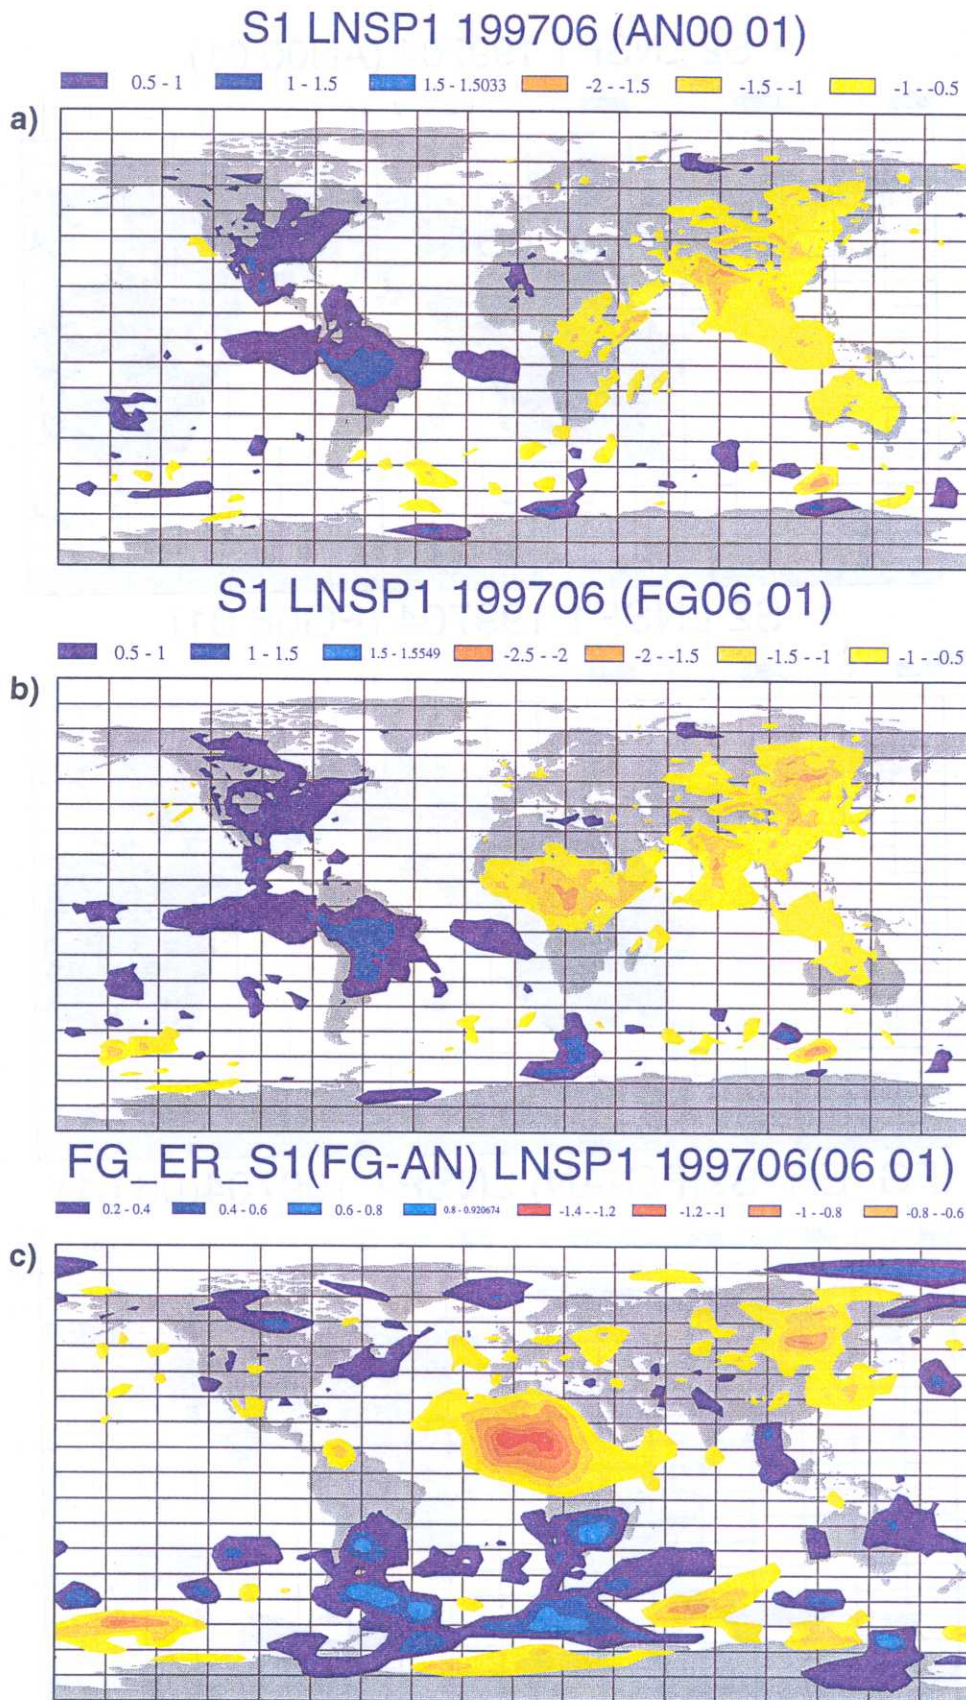 S1 LNSP1 199706 (AN00 01)
0.5 - 1 1 - 1.5 1.5 - 1.5033 -2 - -1.5 -1.5 - -1 -1 - -0.5
a)
S1 LNSP1 199706 (FG06 01)
0.5 - 1 1 - 1.5 1.5 - 1.5549 -2.5 - -2 -2 - -1.5 -1.5 - -1 -1 - -0.5
b)
FG_ER_S1(FG-AN) LNSP1 199706(06 01)
0.2 - 0.4 0.4 - 0.6 0.6 - 0.8 0.8 - 0.920674 -1.4 - -1.2 -1.2 - -1 -1 - -0.8 -0.8 - -0.6
c)